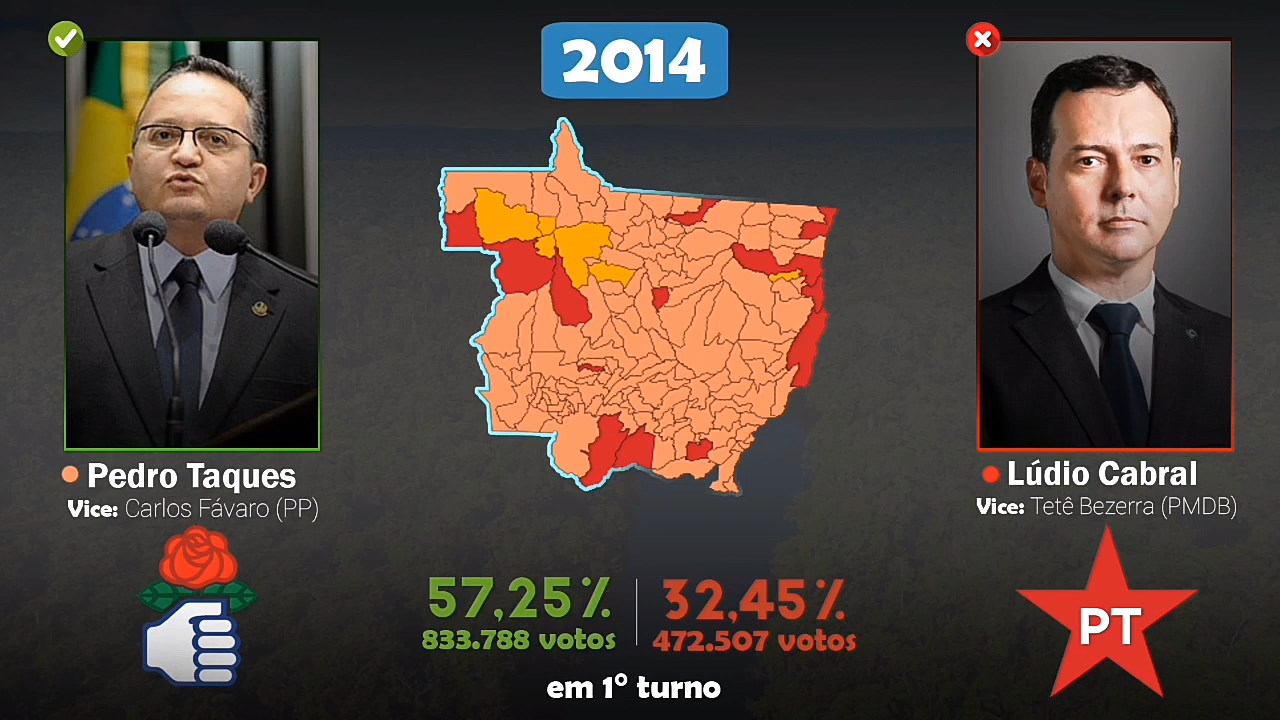 2014
Pedro Taques
Vice: Carlos Fávaro (PP)
Lúdio Cabral
Vice: Tetê Bezerra (PMDB)
57,25%
833.788 votos
32,45%
472.507 votos
em 1º turno
PT